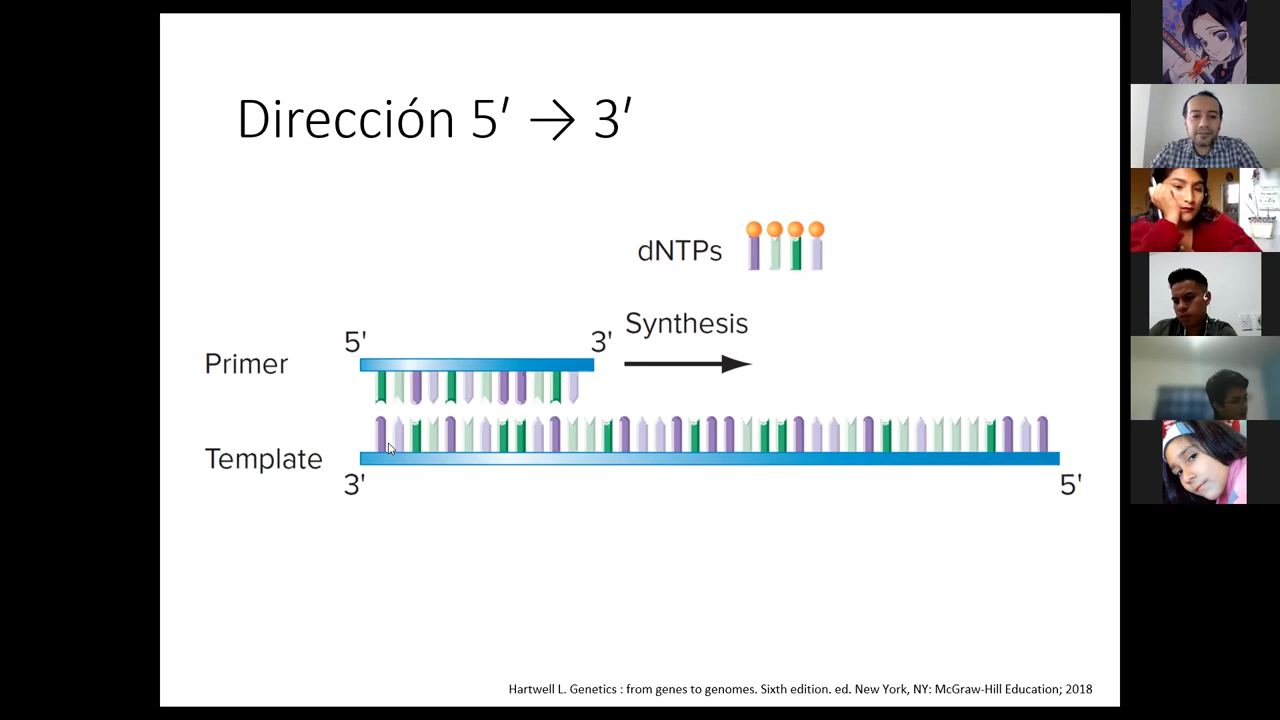 Dirección 5′ → 3′
dNTPs
Synthesis
5' 3'
Primer
Template
3' 5'
Hartwell L. Genetics : from genes to genomes. Sixth edition. ed. New York, NY: McGraw-Hill Education; 2018